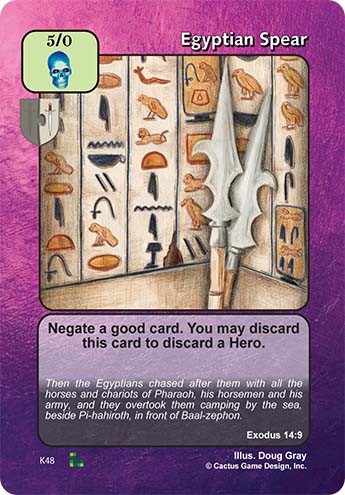 5/0
Egyptian Spear
Negate a good card. You may discard
this card to discard a Hero.
Then the Egyptians chased after them with all the
horses and chariots of Pharaoh, his horsemen and his
army, and they overtook them camping by the sea,
beside Pi-hahiroth, in front of Baal-zephon.
Exodus 14:9
K48
Illus. Doug Gray
© Cactus Game Design, Inc.